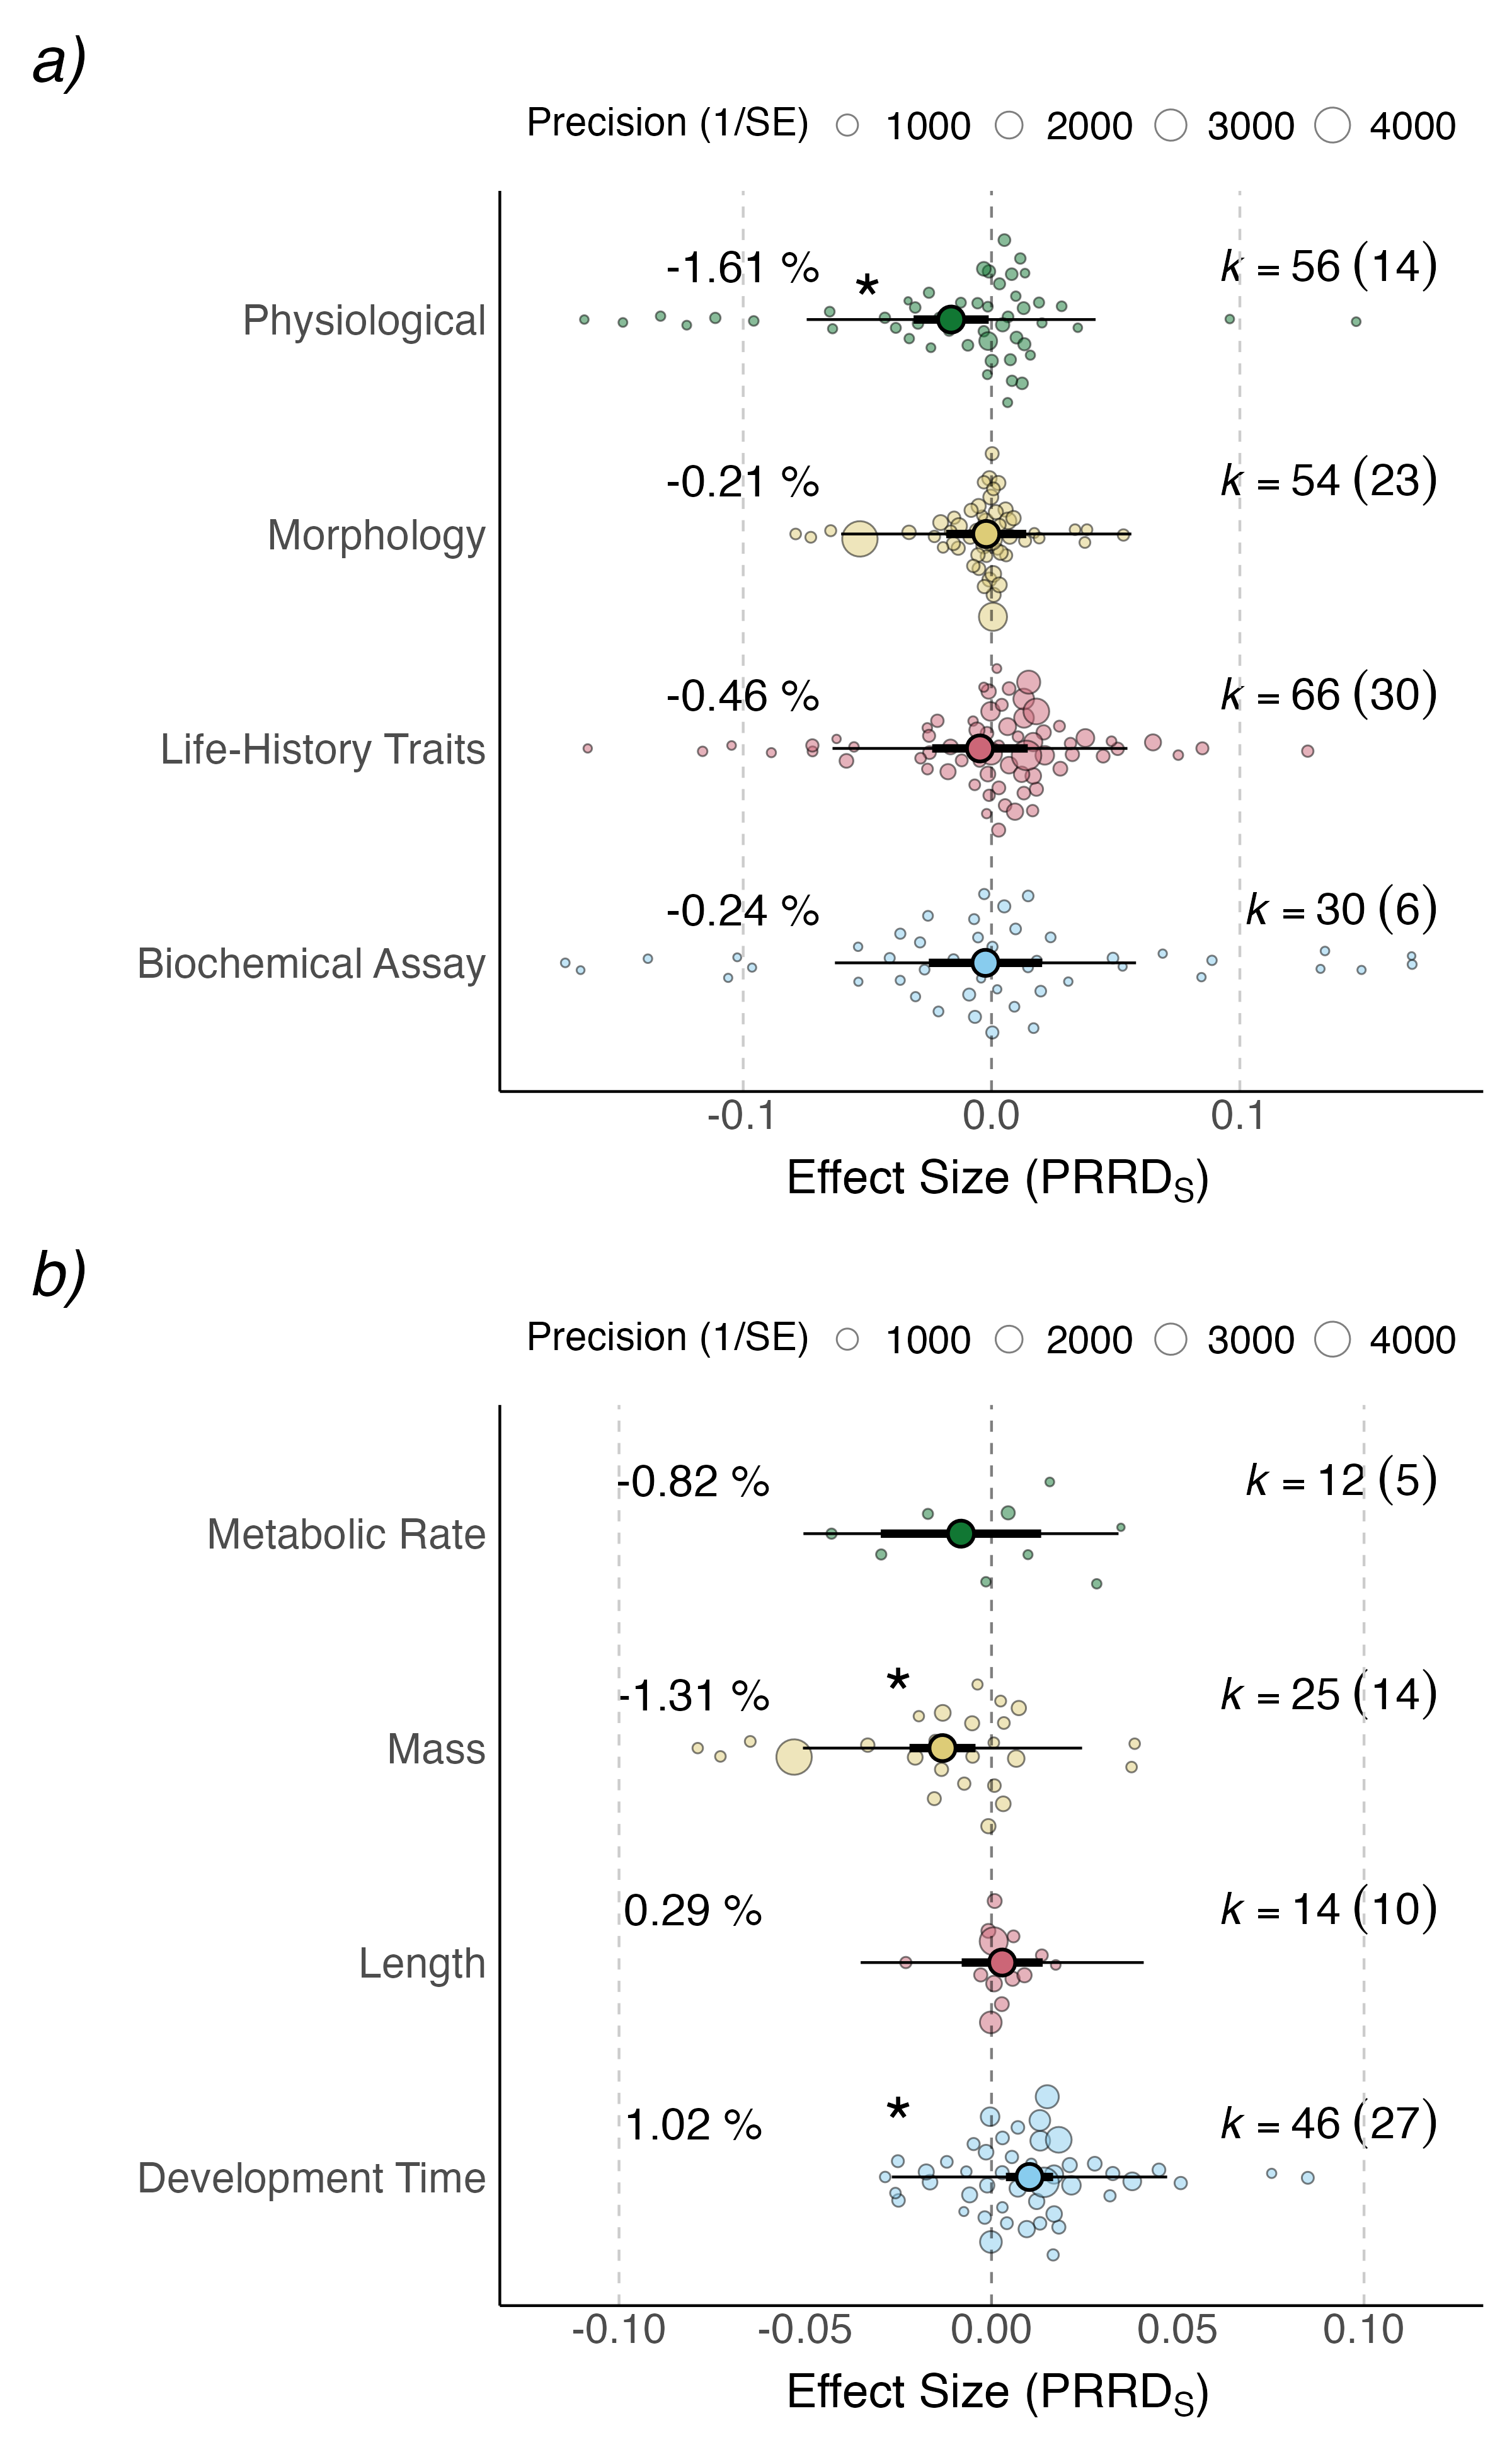 a)
Precision (1/SE) 1000 2000 3000 4000
-1.61 % * k = 56 (14)
Physiological
-0.21 % k = 54 (23)
Morphology
-0.46 % k = 66 (30)
Life-History Traits
-0.24 % k = 30 (6)
Biochemical Assay
-0.1 0.0 0.1
Effect Size (PRRDS)
b)
Precision (1/SE) 1000 2000 3000 4000
-0.82 % k = 12 (5)
Metabolic Rate
-1.31 % * k = 25 (14)
Mass
0.29 % k = 14 (10)
Length
1.02 % * k = 46 (27)
Development Time
-0.10 -0.05 0.00 0.05 0.10
Effect Size (PRRDS)